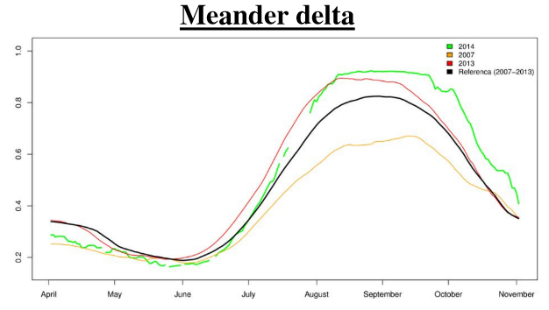 Meander delta
2014
2007
2013
Referenca (2007–2013)
1.0
0.8
0.6
0.4
0.2
April May June July August September October November